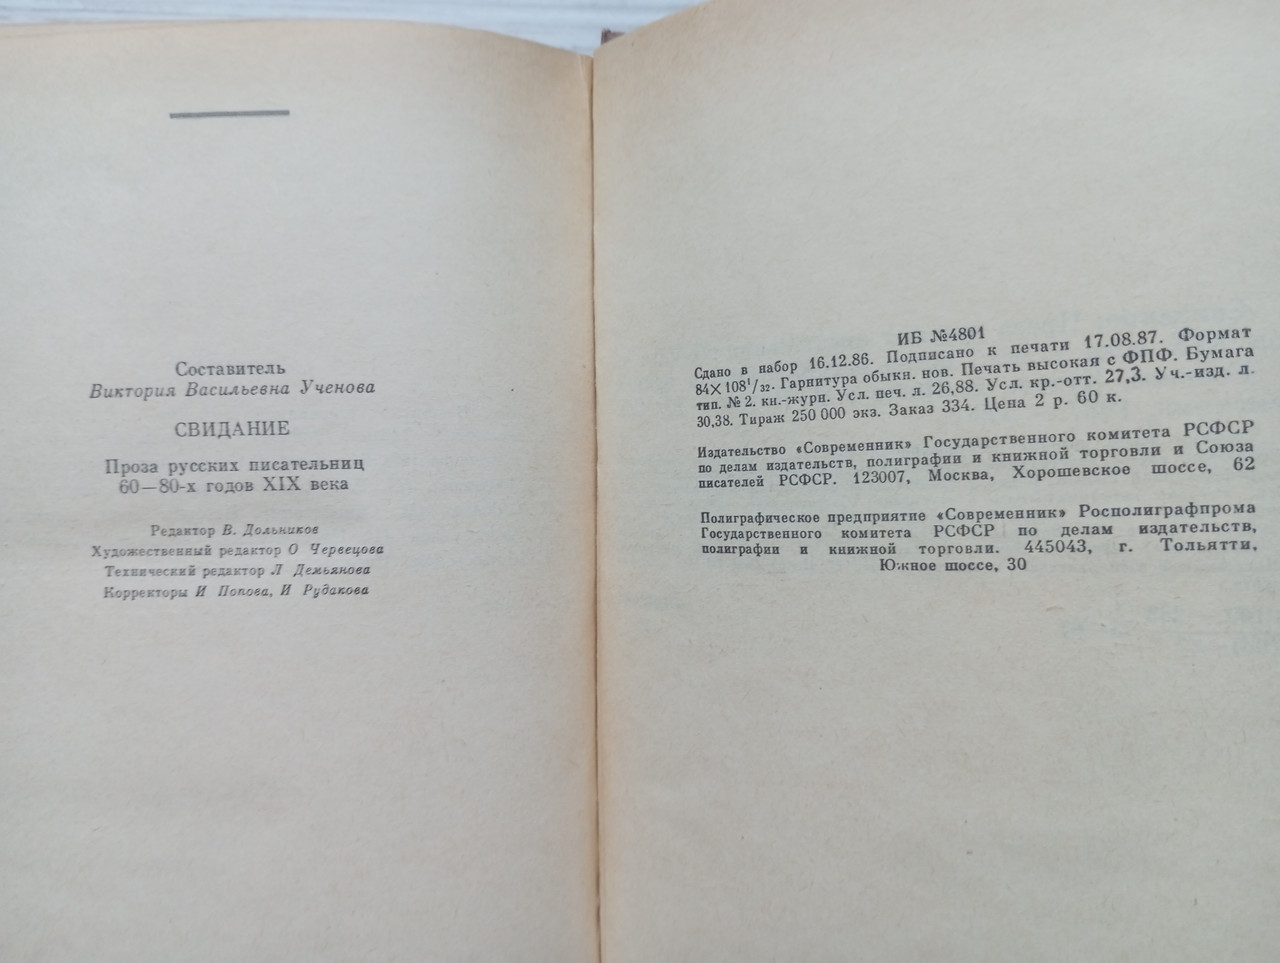 Составитель
Виктория Васильевна Ученова
СВИДАНИЕ
Проза русских писательниц
60—80-х годов XIX века
Редактор В. Дольников
Художественный редактор О Червецова
Технический редактор Л Демьянова
Корректоры И Попова, И Рудакова
ИБ №4801
Сдано в набор 16.12.86. Подписано к печати 17.08.87. Формат
84×108¹/₃₂. Гарнитура обыкн. нов. Печать высокая с ФПФ. Бумага
тип. №2. кн.-журн. Усл. печ. л. 26,88. Усл. кр.-отт. 27,3. Уч.-изд. л.
30,38. Тираж 250 000 экз. Заказ 334. Цена 2 р. 60 к.
Издательство «Современник» Государственного комитета РСФСР
по делам издательств, полиграфии и книжной торговли и Союза
писателей РСФСР. 123007, Москва, Хорошевское шоссе, 62
Полиграфическое предприятие «Современник» Росполиграфпрома
Государственного комитета РСФСР по делам издательств,
полиграфии и книжной торговли. 445043, г. Тольятти,
Южное шоссе, 30